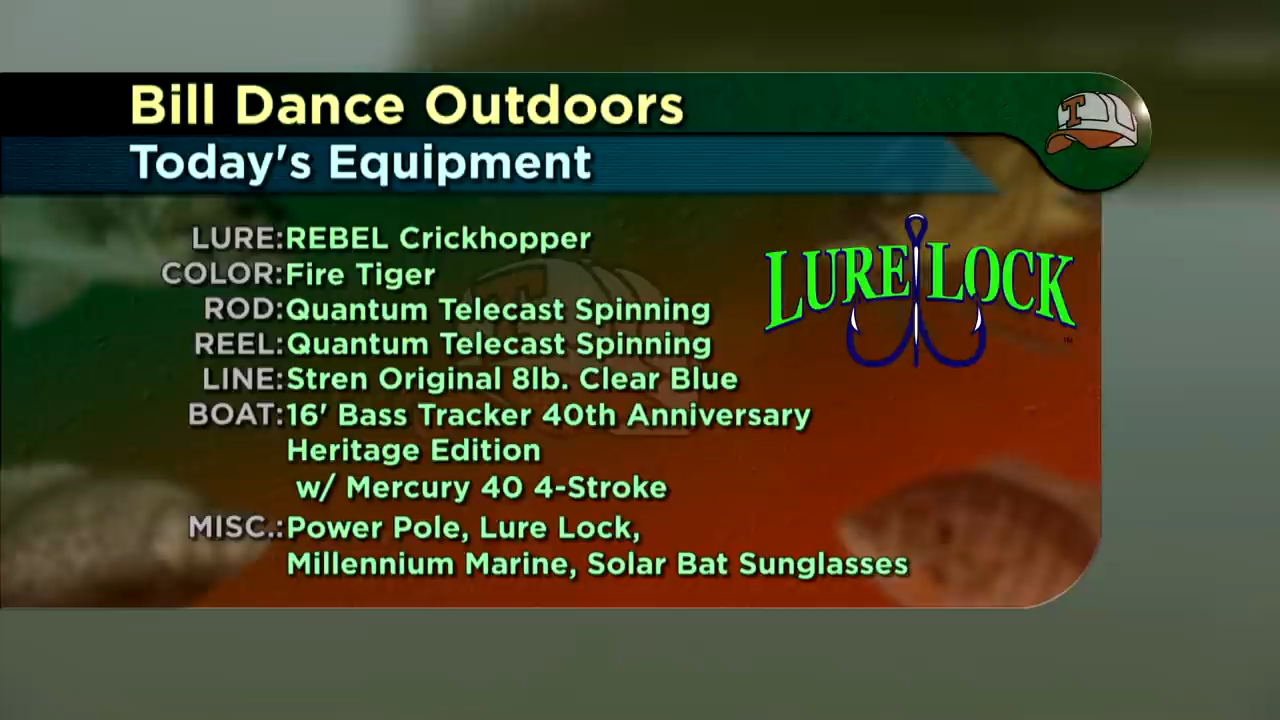 Bill Dance Outdoors
T
Today's Equipment
LURE:REBEL Crickhopper
COLOR:Fire Tiger
ROD:Quantum Telecast Spinning
REEL:Quantum Telecast Spinning
LINE:Stren Original 8lb. Clear Blue
BOAT:16' Bass Tracker 40th Anniversary
Heritage Edition
w/ Mercury 40 4-Stroke
MISC.:Power Pole, Lure Lock,
Millennium Marine, Solar Bat Sunglasses
LURE LOCK
TM